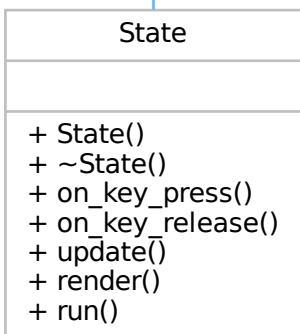 State
+ State()
+ ~State()
+ on_key_press()
+ on_key_release()
+ update()
+ render()
+ run()